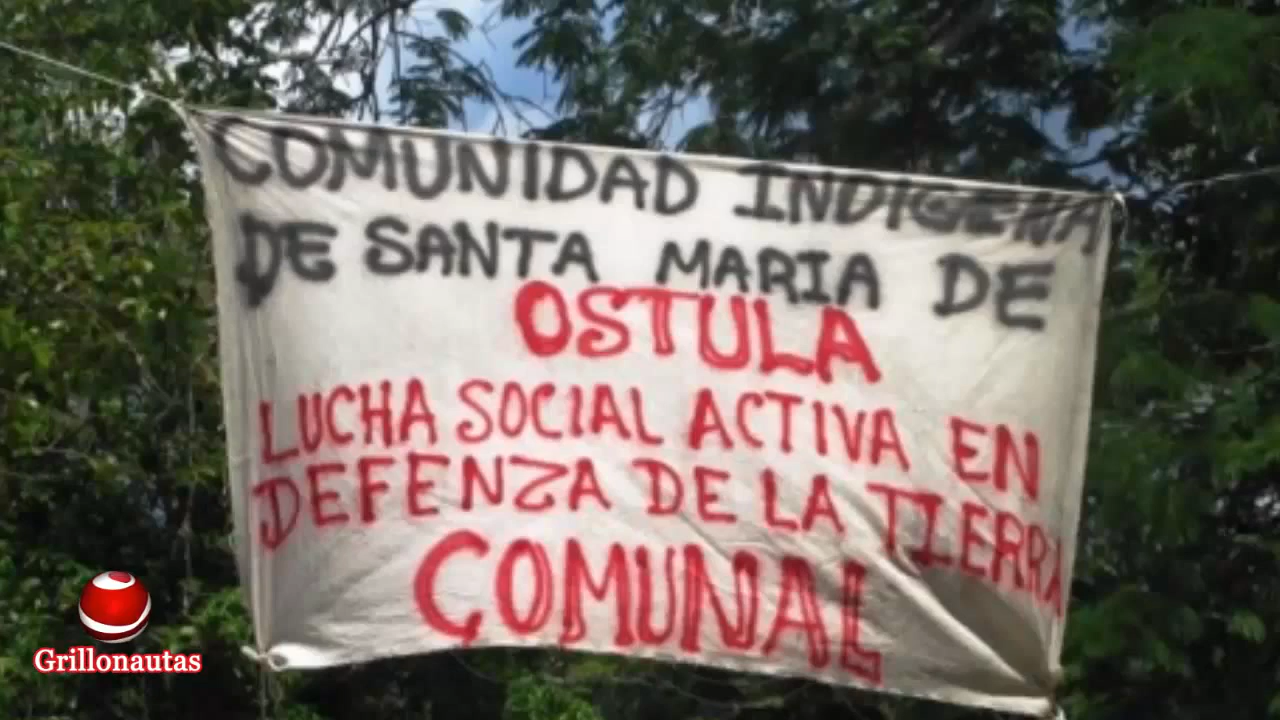 COMUNIDAD INDIGENA
DE SANTA MARIA DE
OSTULA
LUCHA SOCIAL ACTIVA EN
DEFENZA DE LA TIERRA
COMUNAL
Grillonautas